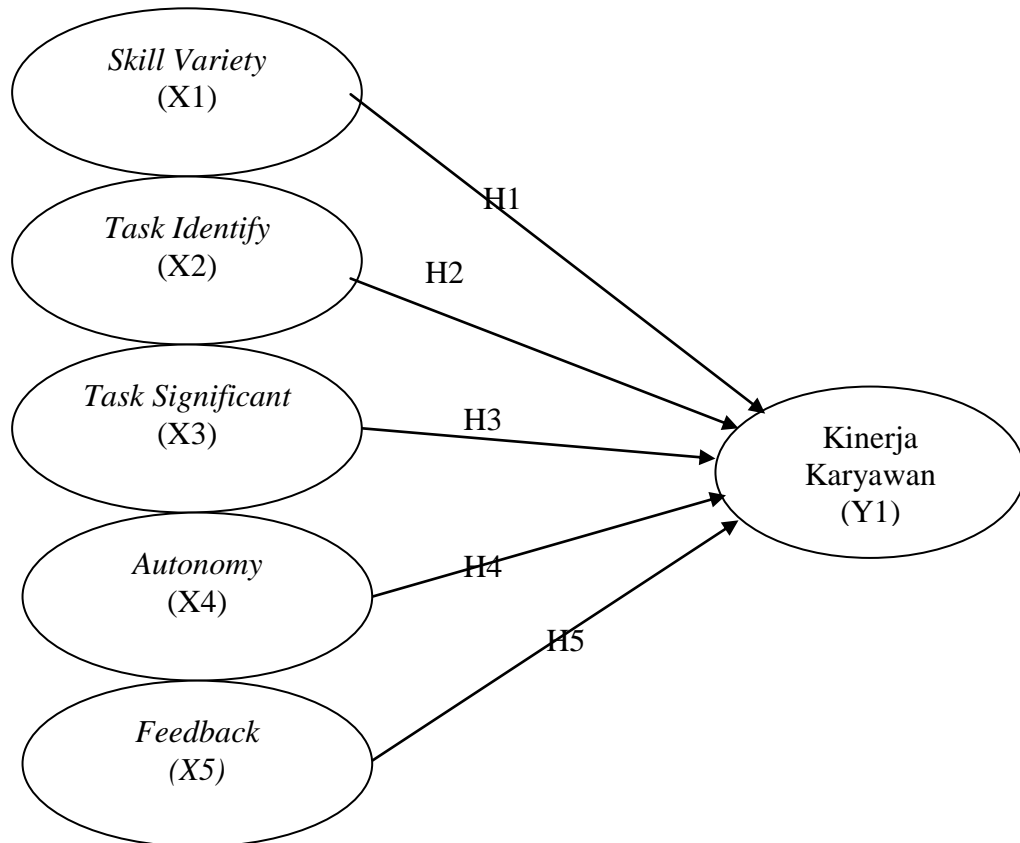 Skill Variety
(X1)
H1
Task Identify
(X2)
H2
Task Significant
(X3)
H3
Kinerja
Karyawan
(Y1)
Autonomy
(X4)
H4
H5
Feedback
(X5)